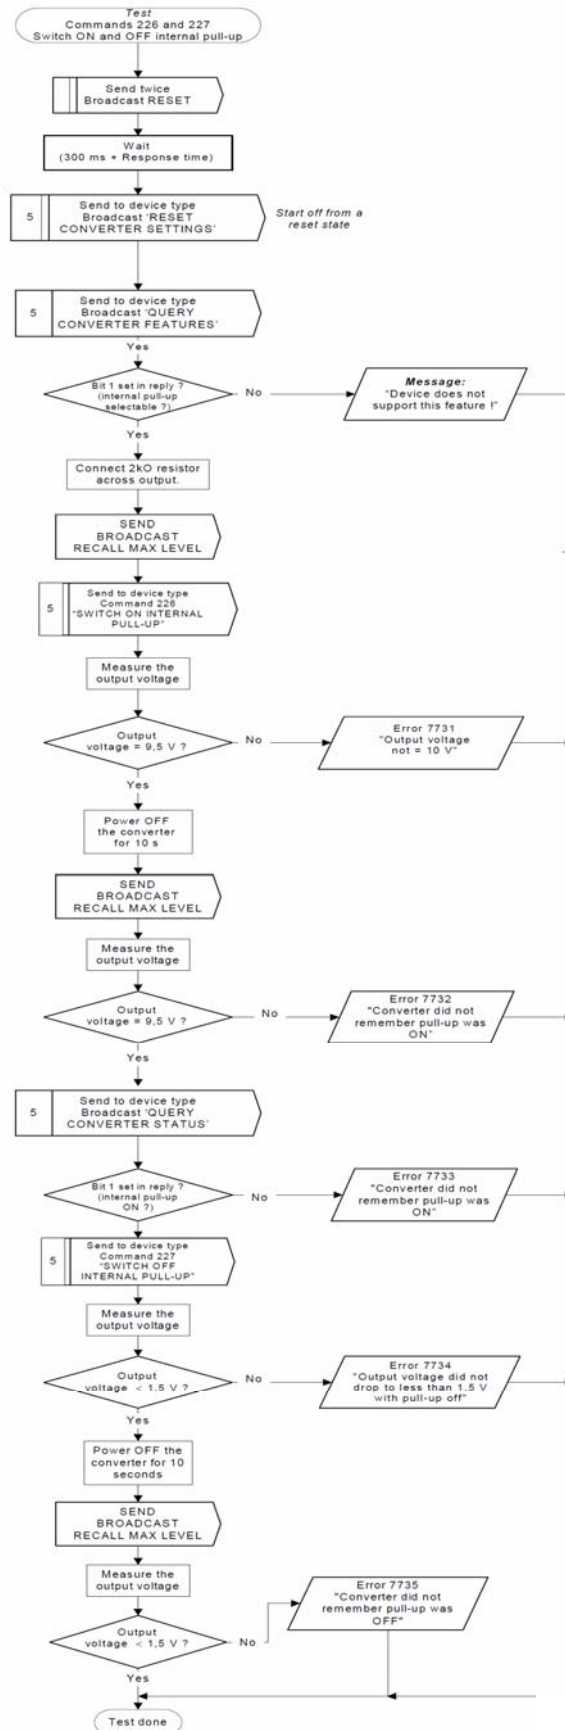 Test
Commands 226 and 227
Switch ON and OFF internal pull-up
Send twice
Broadcast RESET
Wait
(300 ms + Response time)
5
Send to device type
Broadcast 'RESET
CONVERTER SETTINGS'
Start off from a
reset state
5
Send to device type
Broadcast 'QUERY
CONVERTER FEATURES'
Yes
Bit 1 set in reply ?
(internal pull-up
selectable ?)
No
Message:
"Device does not
support this feature !"
Yes
Connect 2kO resistor
across output.
SEND
BROADCAST
RECALL MAX LEVEL
5
Send to device type
Command 226
"SWITCH ON INTERNAL
PULL-UP"
Measure the
output voltage
Output
voltage = 9,5 V ?
No
Error 7731
"Output voltage
not = 10 V"
Yes
Power OFF
the converter
for 10 s
SEND
BROADCAST
RECALL MAX LEVEL
Measure the
output voltage
Output
voltage = 9,5 V ?
No
Error 7732
"Converter did not
remember pull-up was
ON"
Yes
5
Send to device type
Broadcast 'QUERY
CONVERTER STATUS'
Bit 1 set in reply ?
(internal pull-up
ON ?)
No
Error 7733
"Converter did not
remember pull-up was
ON"
5
Send to device type
Command 227
"SWITCH OFF
INTERNAL PULL-UP"
Measure the
output voltage
Output
voltage < 1,5 V ?
No
Error 7734
"Output voltage did not
drop to less than 1.5 V
with pull-up off"
Yes
Power OFF the
converter for 10
seconds
SEND
BROADCAST
RECALL MAX LEVEL
Measure the
output voltage
Output
voltage < 1,5 V ?
No
Error 7735
"Converter did not
remember pull-up was
OFF"
Yes
Test done